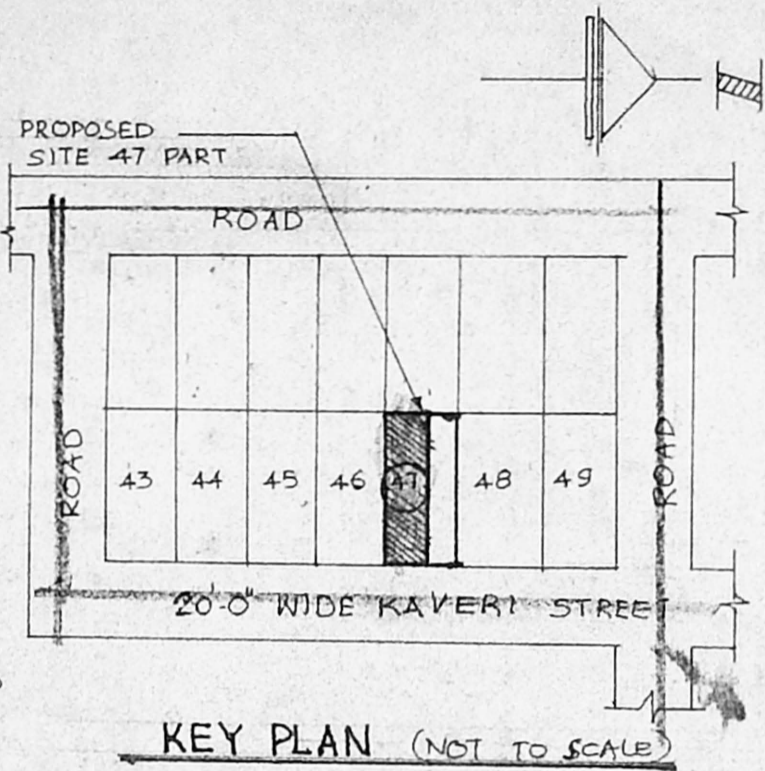 PROPOSED
SITE 47 PART
ROAD
ROAD
43 44 45 46 47 48 49
ROAD
20'-0" WIDE KAVERI STREET
KEY PLAN (NOT TO SCALE)